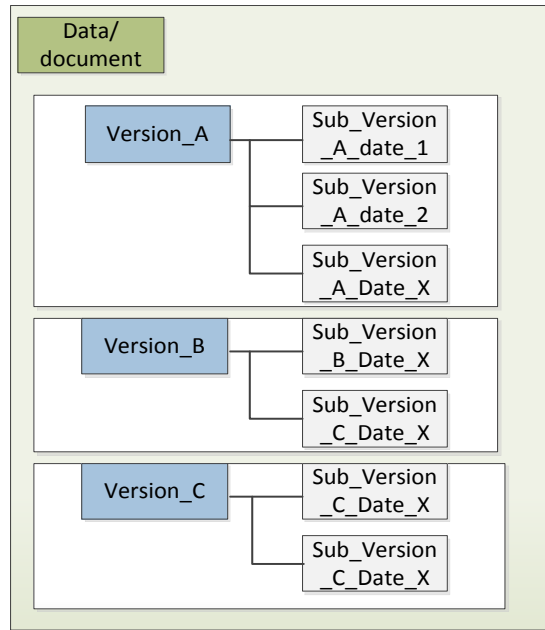 Data/
document
Version_A
Sub_Version
_A_date_1
Sub_Version
_A_date_2
Sub_Version
_A_Date_X
Version_B
Sub_Version
_B_Date_X
Sub_Version
_C_Date_X
Version_C
Sub_Version
_C_Date_X
Sub_Version
_C_Date_X